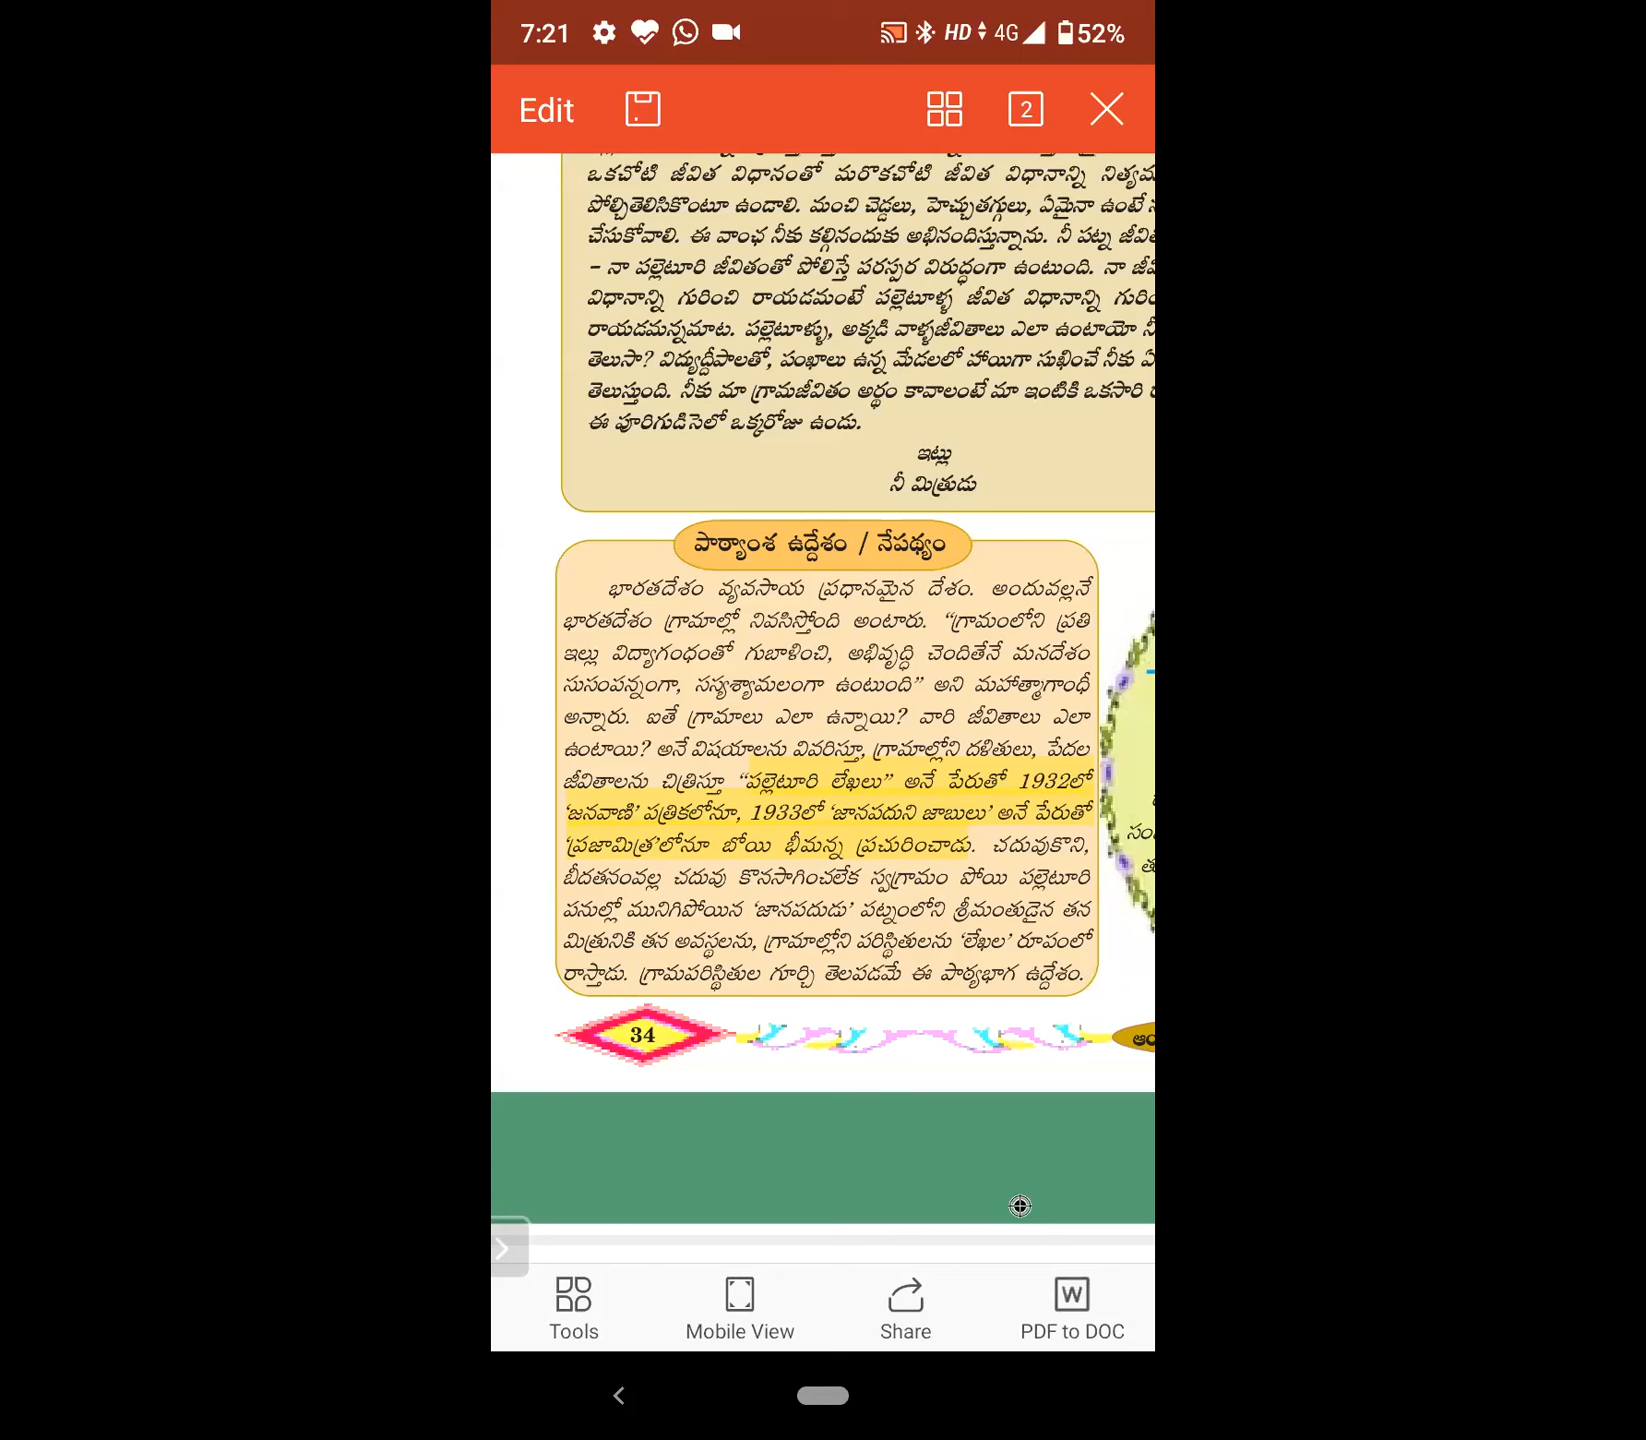 7:21 HD 4G 52%
Edit 2
ఒకచోటి జీవిత విధానంతో మరొకచోటి జీవిత విధానాన్ని
పోల్చితెలిసికొంటూ ఉండాలి. మంచి చెడ్డలు, హెచ్చుతగ్గులు, ఏమైనా ఉంటే
చేసుకోవాలి. ఈ వాంఛ నీకు కల్గినందుకు అభినందిస్తున్నాను. నీ పట్న
– నా పల్లెటూరి జీవితంతో పోలిస్తే పరస్పర విరుద్ధంగా ఉంటుంది. నా
విధానాన్ని గురించి రాయడమంటే పల్లెటూళ్ళ జీవిత విధానాన్ని
రాయడమన్నమాట. పల్లెటూళ్ళు, అక్కడి వాళ్ళజీవితాలు ఎలా ఉంటాయో
తెలుసా? విద్యుద్దీపాలతో, పంఖాలు ఉన్న మేడలలో హాయిగా సుఖించే నీకు
తెలుస్తుంది. నీకు మా గ్రామజీవితం అర్థం కావాలంటే మా ఇంటికి ఒకసారి
ఈ పూరిగుడిసెలో ఒక్కరోజు ఉండు.
ఇట్లు
నీ మిత్రుడు
పాఠ్యాంశ ఉద్దేశం / నేపథ్యం
భారతదేశం వ్యవసాయ ప్రధానమైన దేశం. అందువల్లనే
భారతదేశం గ్రామాల్లో నివసిస్తోంది అంటారు. “గ్రామంలోని ప్రతి
ఇల్లు విద్యాగంధంతో గుబాళించి, అభివృద్ధి చెందితేనే మనదేశం
సుసంపన్నంగా, సస్యశ్యామలంగా ఉంటుంది” అని మహాత్మాగాంధీ
అన్నారు. ఐతే గ్రామాలు ఎలా ఉన్నాయి? వారి జీవితాలు ఎలా
ఉంటాయి? అనే విషయాలను వివరిస్తూ, గ్రామాల్లోని దళితులు, పేదల
జీవితాలను చిత్రిస్తూ “పల్లెటూరి లేఖలు” అనే పేరుతో 1932లో
‘జనవాణి’ పత్రికలోనూ, 1933లో ‘జానపదుని జాబులు’ అనే పేరుతో
‘ప్రజామిత్ర’లోనూ బోయి భీమన్న ప్రచురించాడు. చదువుకొని,
బీదతనంవల్ల చదువు కొనసాగించలేక స్వగ్రామం పోయి పల్లెటూరి
పనుల్లో మునిగిపోయిన ‘జానపదుడు’ పట్నంలోని శ్రీమంతుడైన తన
మిత్రునికి తన అవస్థలను, గ్రామాల్లోని పరిస్థితులను ‘లేఖల’ రూపంలో
రాస్తాడు. గ్రామపరిస్థితుల గూర్చి తెలపడమే ఈ పాఠ్యభాగ ఉద్దేశం.
34
Tools Mobile View Share PDF to DOC